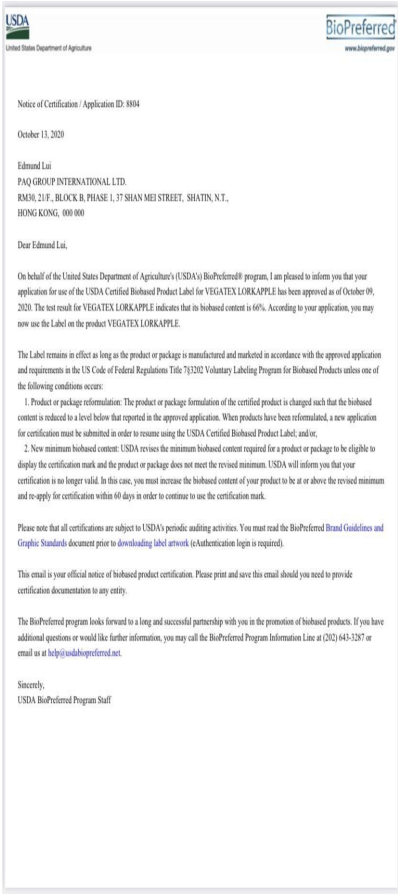 USDA
BioPreferred®
United States Department of Agriculture
www.biopreferred.gov
Notice of Certification / Application ID: 8804
October 13, 2020
Edmund Lui
PAQ GROUP INTERNATIONAL LTD.
RM30, 21/F., BLOCK B, PHASE 1, 37 SHAN MEI STREET, SHATIN, N.T.,
HONG KONG, 000 000
Dear Edmund Lui,
On behalf of the United States Department of Agriculture's (USDA's) BioPreferred® program, I am pleased to inform you that your
application for use of the USDA Certified Biobased Product Label for VEGATEX LORKAPPLE has been approved as of October 09,
2020. The test result for VEGATEX LORKAPPLE indicates that its biobased content is 66%. According to your application, you may
now use the Label on the product VEGATEX LORKAPPLE.
The Label remains in effect as long as the product or package is manufactured and marketed in accordance with the approved application
and requirements in the US Code of Federal Regulations Title 7§3202 Voluntary Labeling Program for Biobased Products unless one of
the following conditions occurs:
1. Product or package reformulation: The product or package formulation of the certified product is changed such that the biobased
content is reduced to a level below that reported in the approved application. When products have been reformulated, a new application
for certification must be submitted in order to resume using the USDA Certified Biobased Product Label; and/or,
2. New minimum biobased content: USDA revises the minimum biobased content required for a product or package to be eligible to
display the certification mark and the product or package does not meet the revised minimum. USDA will inform you that your
certification is no longer valid. In this case, you must increase the biobased content of your product to be at or above the revised minimum
and re-apply for certification within 60 days in order to continue to use the certification mark.
Please note that all certifications are subject to USDA's periodic auditing activities. You must read the BioPreferred Brand Guidelines and
Graphic Standards document prior to downloading label artwork (eAuthentication login is required).
This email is your official notice of biobased product certification. Please print and save this email should you need to provide
certification documentation to any entity.
The BioPreferred program looks forward to a long and successful partnership with you in the promotion of biobased products. If you have
additional questions or would like further information, you may call the BioPreferred Program Information Line at (202) 643-3287 or
email us at help@usdabiopreferred.net.
Sincerely,
USDA BioPreferred Program Staff